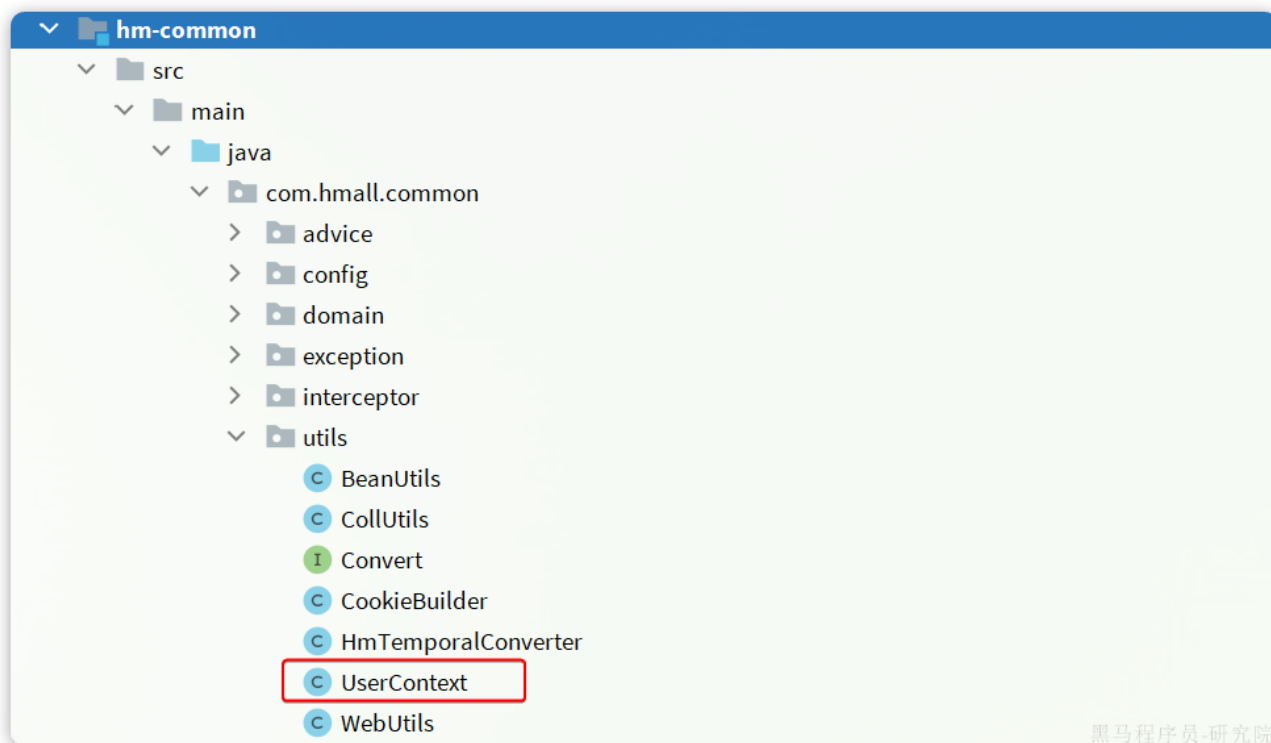 hm-common
src
main
java
com.hmall.common
advice
config
domain
exception
interceptor
utils
C BeanUtils
C CollUtils
I Convert
C CookieBuilder
C HmTemporalConverter
C UserContext
C WebUtils
黑马程序员-研究院